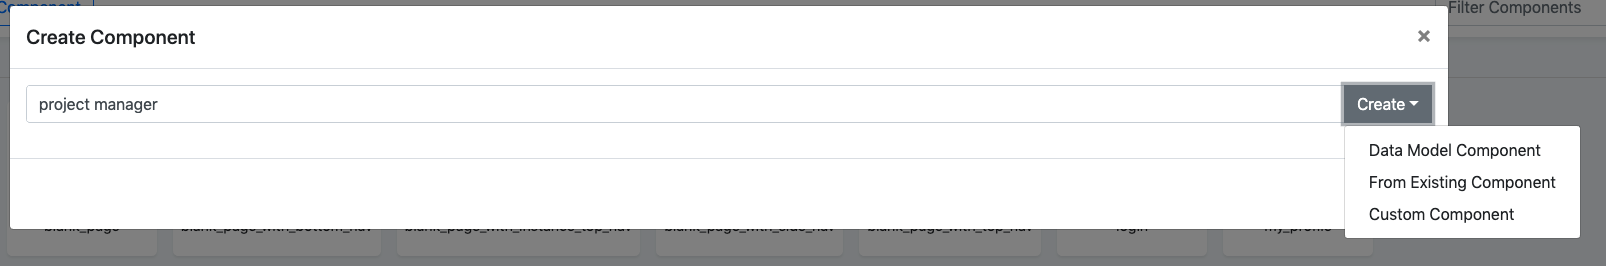 Component
Filter Components
Create Component
×
project manager
Create
Data Model Component
From Existing Component
Custom Component
blank_page
blank_page_with_bottom_nav
blank_page_with_instance_top_nav
blank_page_with_side_nav
blank_page_with_top_nav
login
my_profile